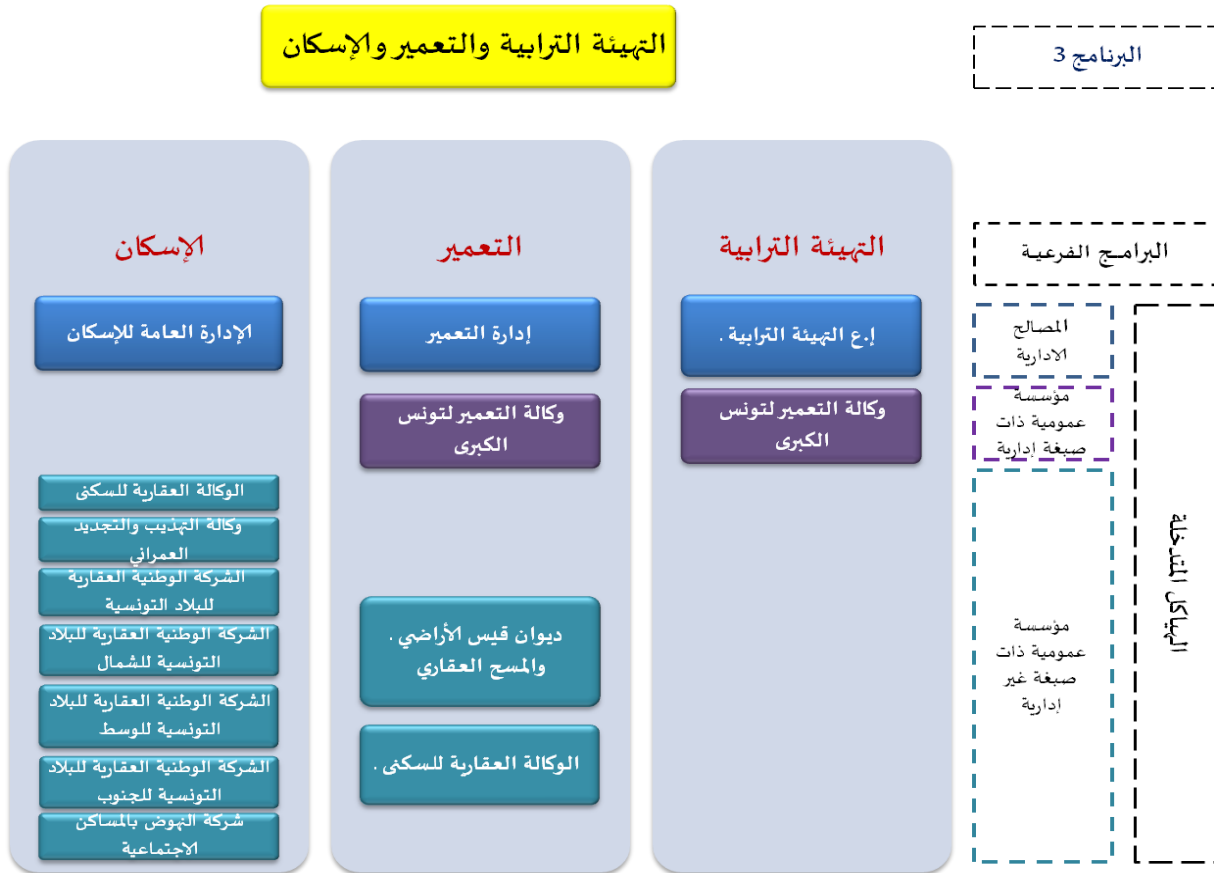 البرنامج 3
التهيئة الترابية والتعمير والإسكان
البرامج الفرعية
التهيئة الترابية
التعمير
الإسكان
الهياكل المتدخلة
المصالح
الادارية
إ.ع التهيئة الترابية .
إدارة التعمير
الإدارة العامة للإسكان
مؤسسة
عمومية ذات
صبغة إدارية
وكالة التعمير لتونس
الكبرى
وكالة التعمير لتونس
الكبرى
مؤسسة
عمومية ذات
صبغة غير
إدارية
ديوان قيس الأراضي .
والمسح العقاري
الوكالة العقارية للسكنى .
الوكالة العقارية للسكنى
وكالة التهذيب والتجديد
العمراني
الشركة الوطنية العقارية
للبلاد التونسية
الشركة الوطنية العقارية للبلاد
التونسية للشمال
الشركة الوطنية العقارية للبلاد
التونسية للوسط
الشركة الوطنية العقارية للبلاد
التونسية للجنوب
شركة النهوض بالمساكن
الاجتماعية